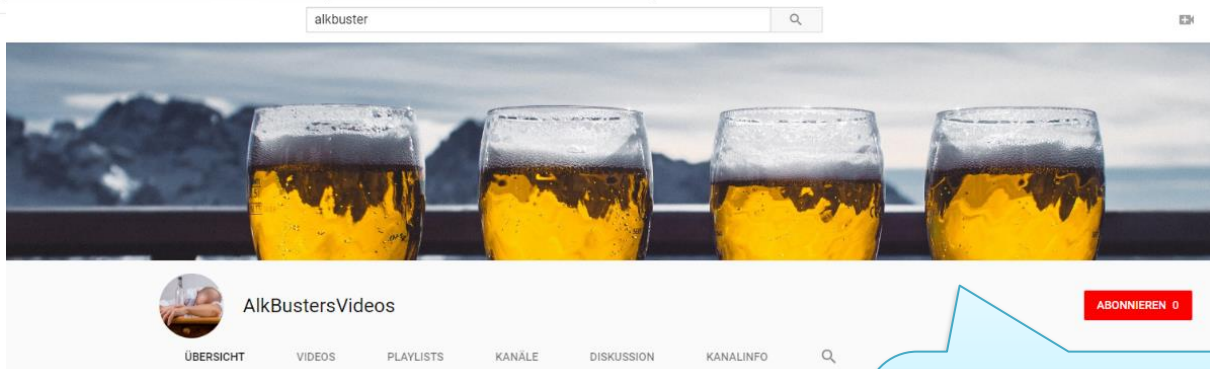 alkbuster
AlkBustersVideos
ABONNIEREN 0
ÜBERSICHT VIDEOS PLAYLISTS KANÄLE DISKUSSION KANALINFO